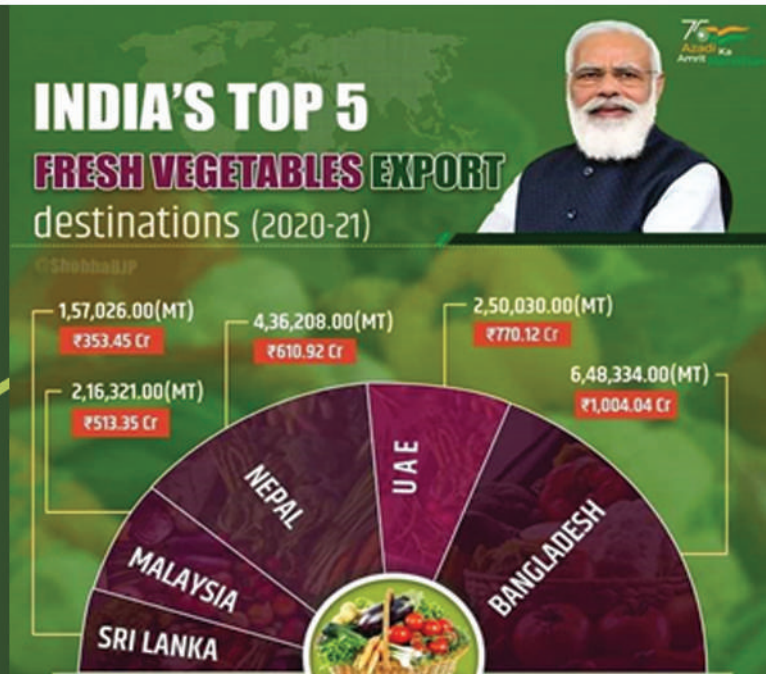 75
Azadi Ka
Amrit Mahotsav
INDIA'S TOP 5
FRESH VEGETABLES EXPORT
destinations (2020-21)
@ShobhaBJP
1,57,026.00(MT)
₹353.45 Cr
2,16,321.00(MT)
₹513.35 Cr
4,36,208.00(MT)
₹610.92 Cr
2,50,030.00(MT)
₹770.12 Cr
6,48,334.00(MT)
₹1,004.04 Cr
SRI LANKA
MALAYSIA
NEPAL
UAE
BANGLADESH